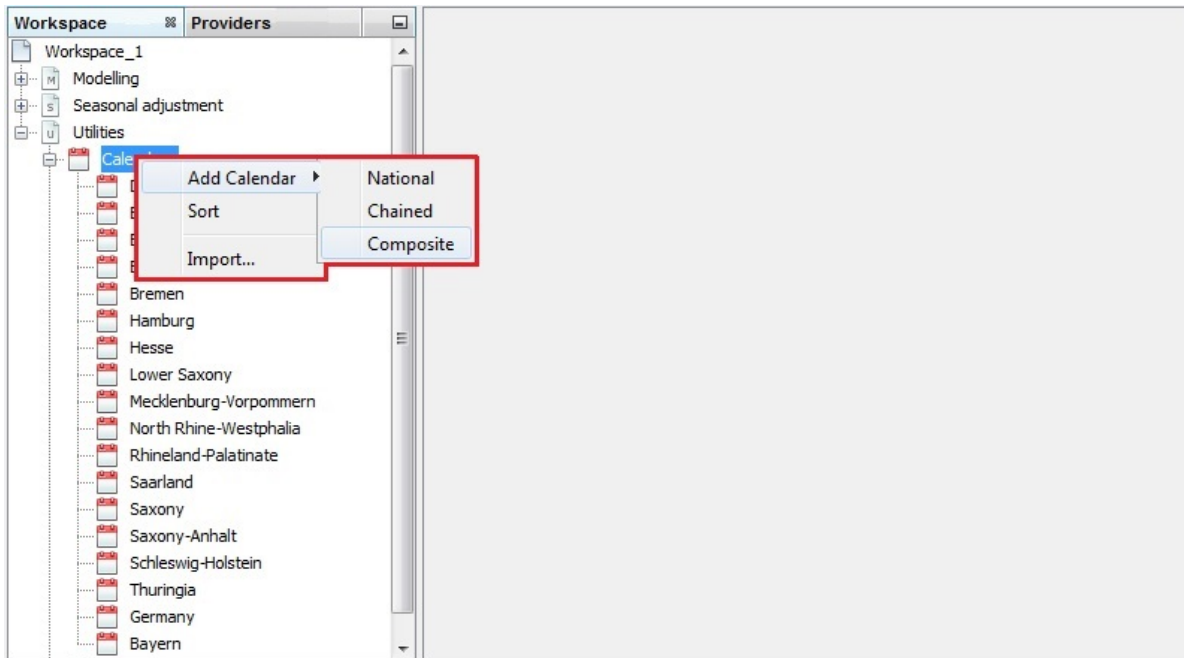 Workspace Providers
Workspace_1
M Modelling
S Seasonal adjustment
U Utilities
Add Calendar National
Sort Chained
Composite
Import...
Bremen
Hamburg
Hesse
Lower Saxony
Mecklenburg-Vorpommern
North Rhine-Westphalia
Rhineland-Palatinate
Saarland
Saxony
Saxony-Anhalt
Schleswig-Holstein
Thuringia
Germany
Bayern